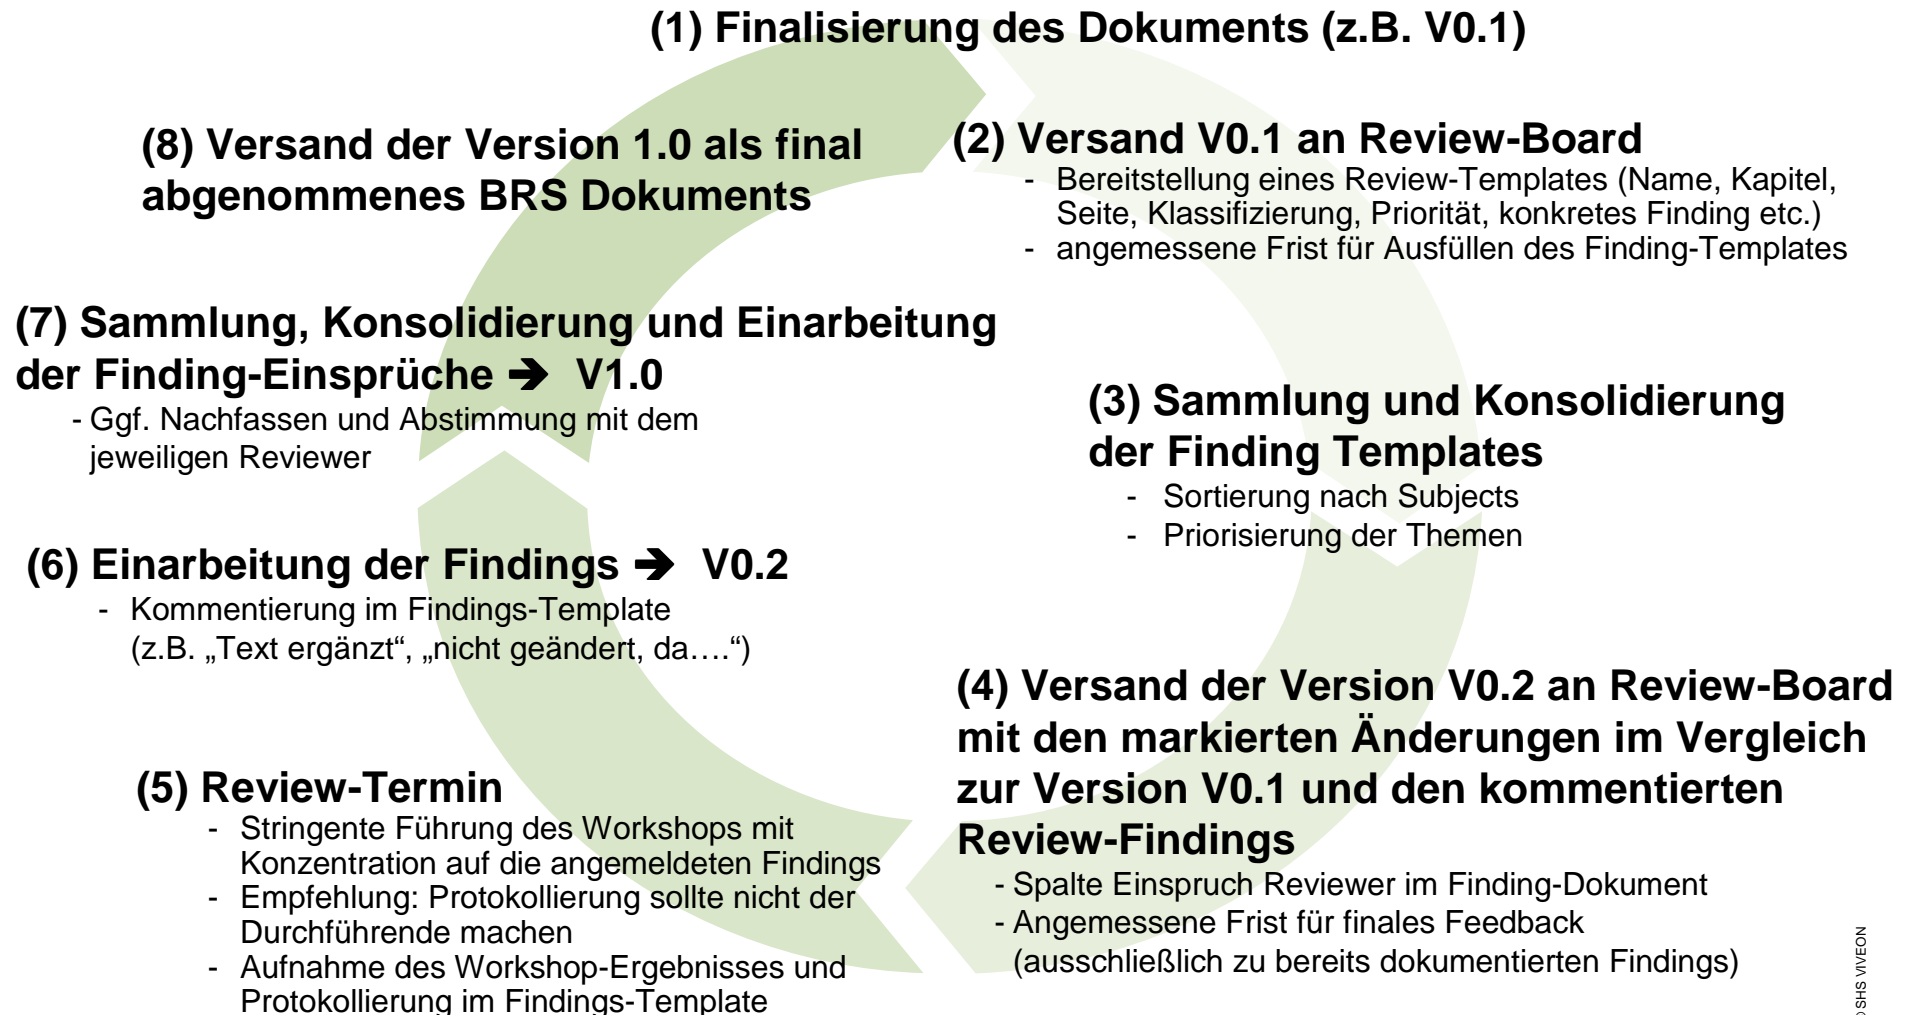 (1) Finalisierung des Dokuments (z.B. V0.1)
(2) Versand V0.1 an Review-Board
- Bereitstellung eines Review-Templates (Name, Kapitel,
Seite, Klassifizierung, Priorität, konkretes Finding etc.)
- angemessene Frist für Ausfüllen des Finding-Templates
(3) Sammlung und Konsolidierung
der Finding Templates
- Sortierung nach Subjects
- Priorisierung der Themen
(4) Versand der Version V0.2 an Review-Board
mit den markierten Änderungen im Vergleich
zur Version V0.1 und den kommentierten
Review-Findings
- Spalte Einspruch Reviewer im Finding-Dokument
- Angemessene Frist für finales Feedback
(ausschließlich zu bereits dokumentierten Findings)
(5) Review-Termin
- Stringente Führung des Workshops mit
Konzentration auf die angemeldeten Findings
- Empfehlung: Protokollierung sollte nicht der
Durchführende machen
- Aufnahme des Workshop-Ergebnisses und
Protokollierung im Findings-Template
(6) Einarbeitung der Findings ➔ V0.2
- Kommentierung im Findings-Template
(z.B. „Text ergänzt“, „nicht geändert, da….“)
(7) Sammlung, Konsolidierung und Einarbeitung
der Finding-Einsprüche ➔ V1.0
- Ggf. Nachfassen und Abstimmung mit dem
jeweiligen Reviewer
(8) Versand der Version 1.0 als final
abgenommenes BRS Dokuments
© SHS VIVEON